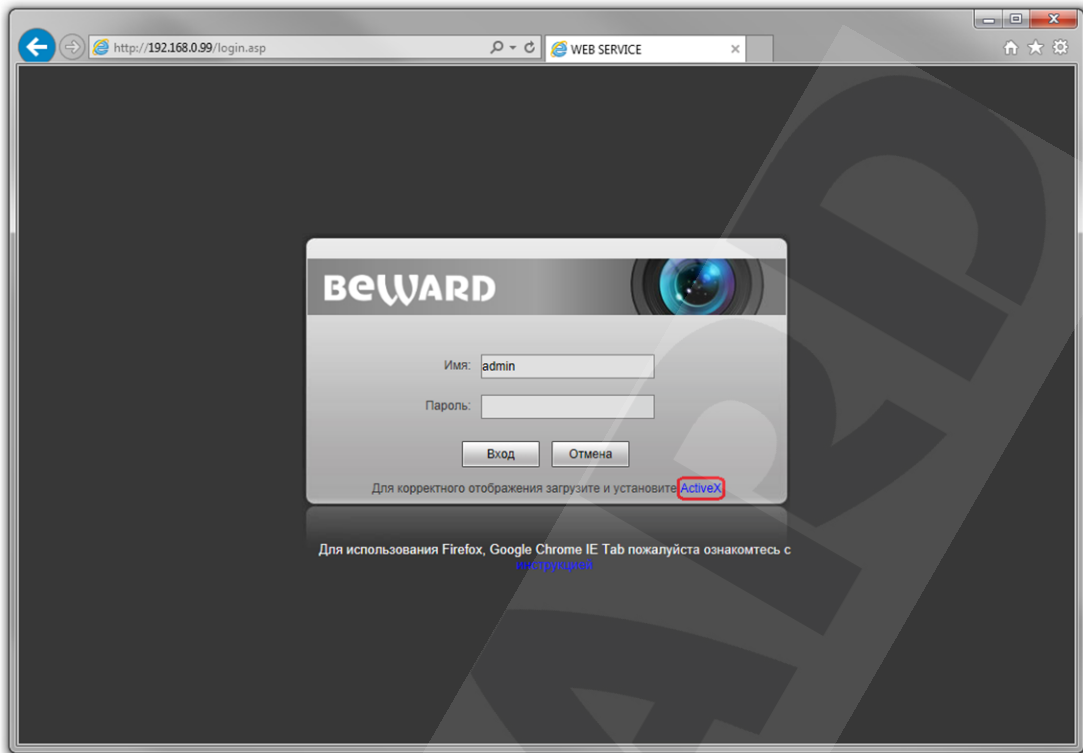 http://192.168.0.99/login.asp
WEB SERVICE
BEWARD
Имя: admin
Пароль:
Вход Отмена
Для корректного отображения загрузите и установите ActiveX
Для использования Firefox, Google Chrome IE Tab пожалуйста ознакомтесь с
инструкцией